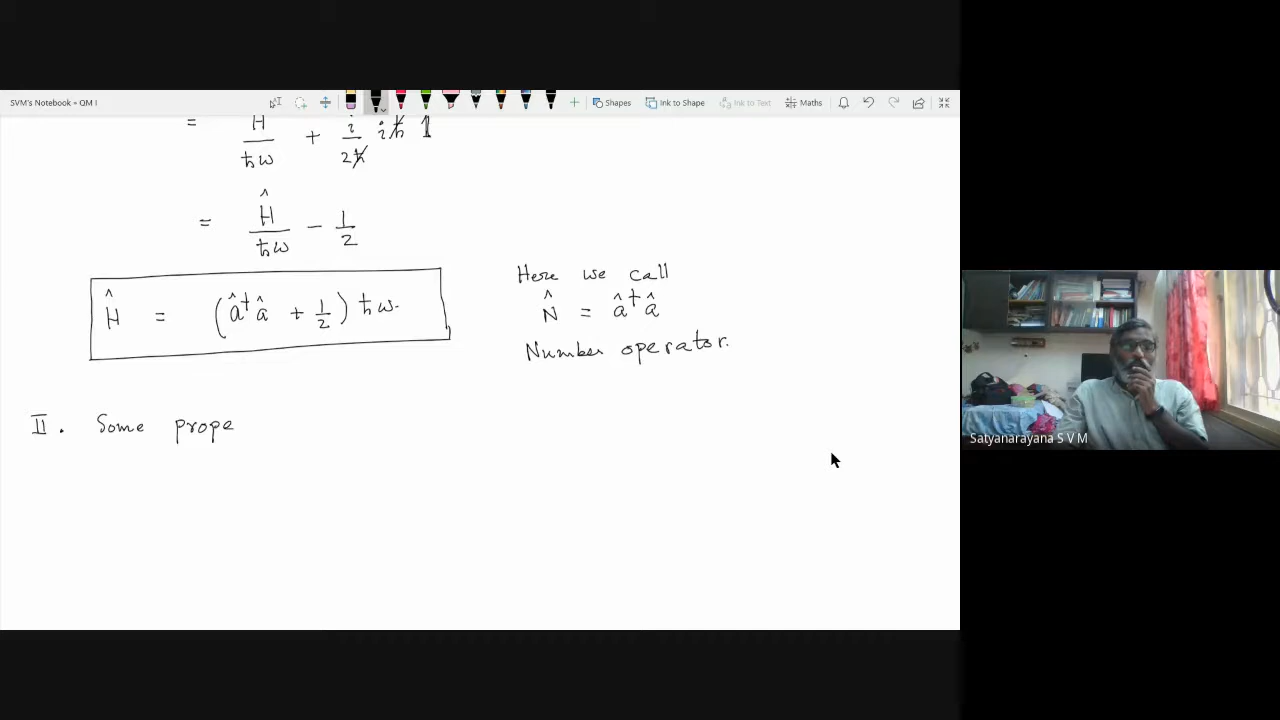 SVM's Notebook « QM I
Shapes
Ink to Shape
Ink to Text
Maths
= H/ħω + i/2ħ iħ 1
= Ĥ/ħω - 1/2
Ĥ = (â†â + 1/2) ħω.
Here we call
N̂ = â†â
Number operator.
II. Some prope
Satyanarayana S V M